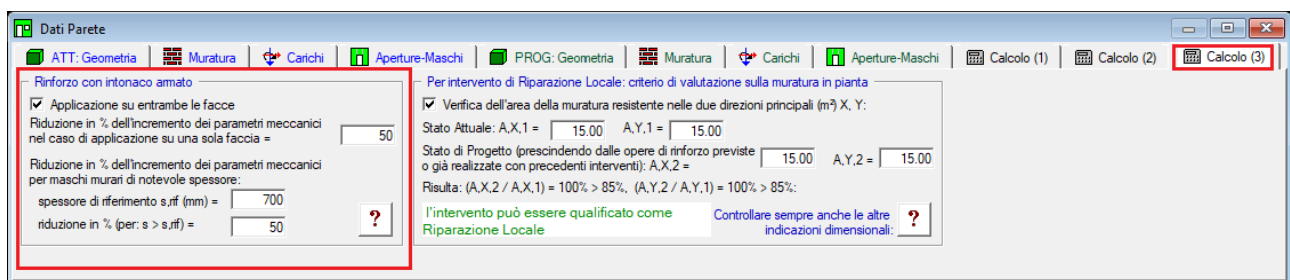 Dati Parete
ATT: Geometria Muratura Carichi Aperture-Maschi PROG: Geometria Muratura Carichi Aperture-Maschi Calcolo (1) Calcolo (2) Calcolo (3)
Rinforzo con intonaco armato
Applicazione su entrambe le facce
Riduzione in % dell'incremento dei parametri meccanici
nel caso di applicazione su una sola faccia = 50
Riduzione in % dell'incremento dei parametri meccanici
per maschi murari di notevole spessore:
spessore di riferimento s,rif (mm) = 700
riduzione in % (per: s > s,rif) = 50
?
Per intervento di Riparazione Locale: criterio di valutazione sulla muratura in pianta
Verifica dell'area della muratura resistente nelle due direzioni principali (m²) X, Y:
Stato Attuale: A,X,1 = 15.00 A,Y,1 = 15.00
Stato di Progetto (prescindendo dalle opere di rinforzo previste
o già realizzate con precedenti interventi): A,X,2 = 15.00 A,Y,2 = 15.00
Risulta: (A,X,2 / A,X,1) = 100% > 85%, (A,Y,2 / A,Y,1) = 100% > 85%:
l'intervento può essere qualificato come
Riparazione Locale
Controllare sempre anche le altre
indicazioni dimensionali:
?